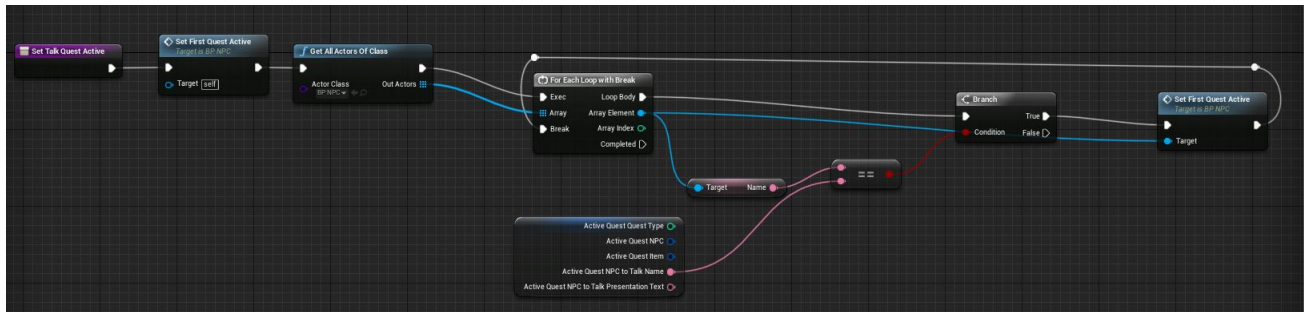 Set Talk Quest Active
Set First Quest Active
Target is BP NPC
Target self
Get All Actors Of Class
Actor Class Out Actors
BP NPC
For Each Loop with Break
Exec Loop Body
Array Array Element
Break Array Index
Completed
Branch
True
Condition False
Set First Quest Active
Target is BP NPC
Target
Target Name
==
Active Quest Quest Type
Active Quest NPC
Active Quest Item
Active Quest NPC to Talk Name
Active Quest NPC to Talk Presentation Text